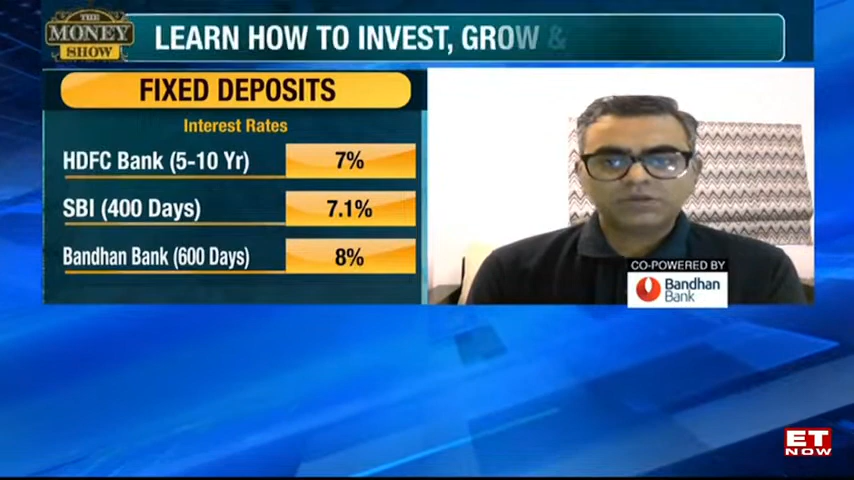 THE
MONEY
SHOW
LEARN HOW TO INVEST, GROW &
FIXED DEPOSITS
Interest Rates
HDFC Bank (5-10 Yr) 7%
SBI (400 Days) 7.1%
Bandhan Bank (600 Days) 8%
CO-POWERED BY
Bandhan
Bank
ET
NOW